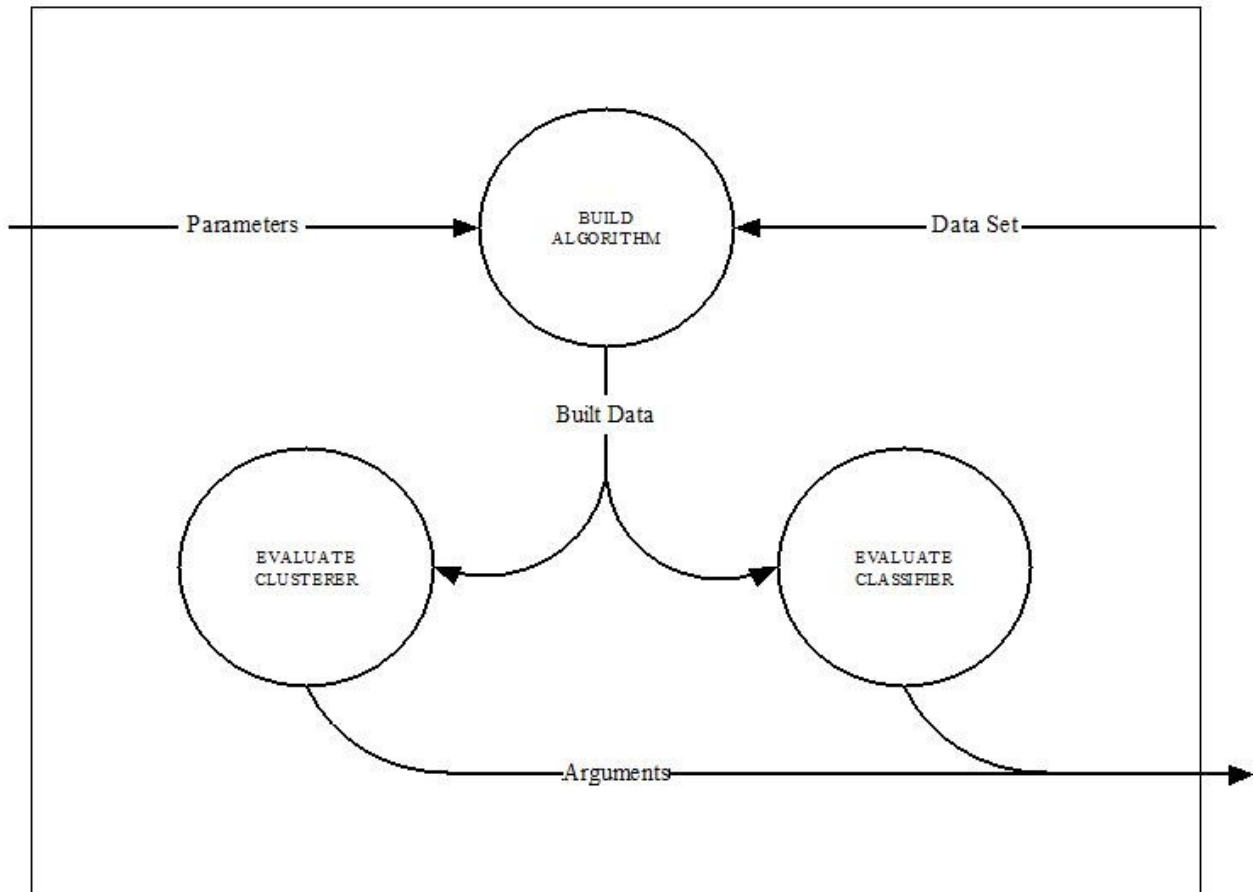 BUILD
ALGORITHM
Parameters
Data Set
Built Data
EVALUATE
CLUSTERER
EVALUATE
CLASSIFIER
Arguments